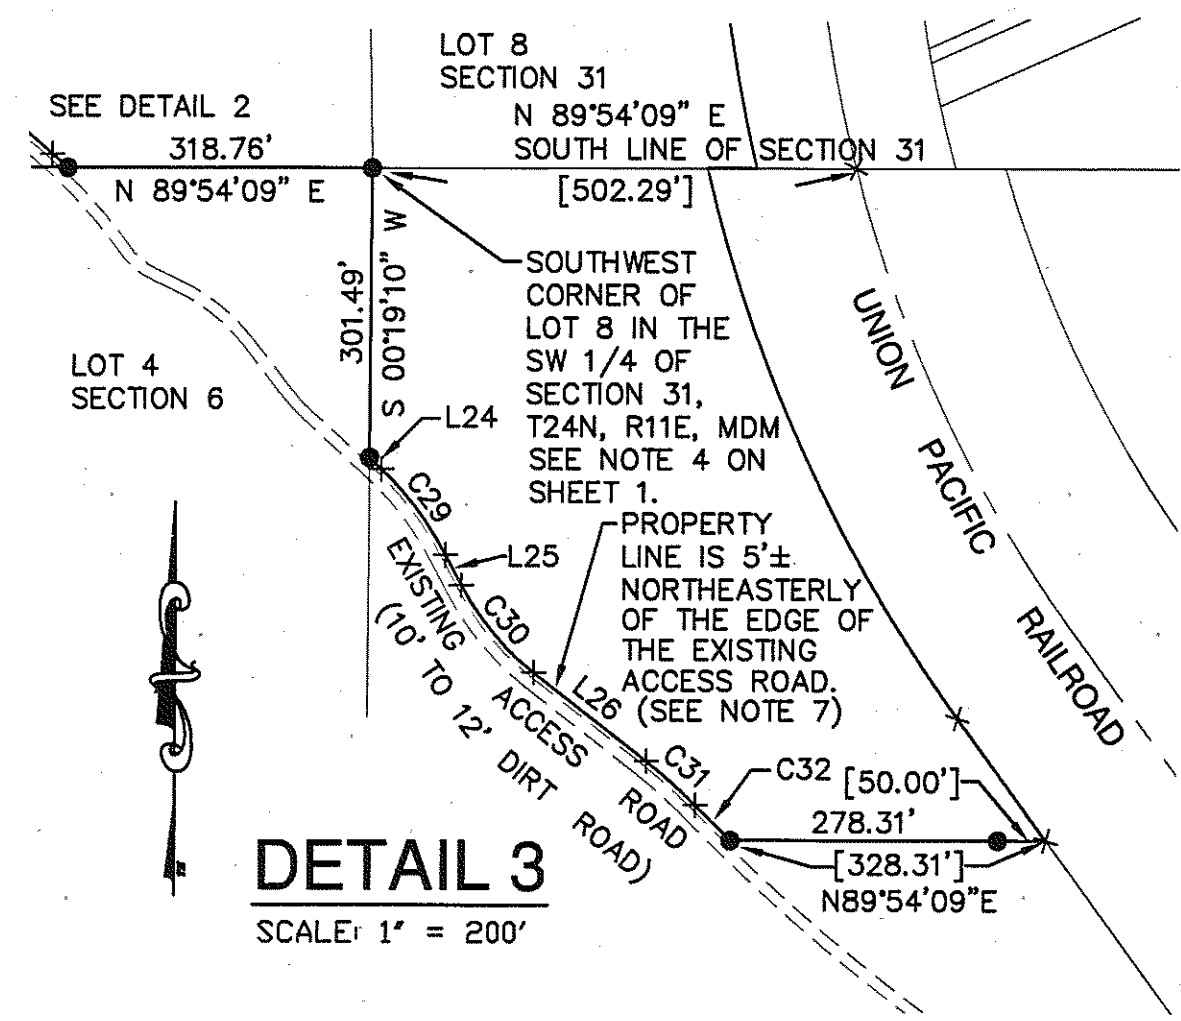 LOT 8
SECTION 31
SEE DETAIL 2
N 89°54'09" E
318.76'
SOUTH LINE OF SECTION 31
N 89°54'09" E
[502.29']
301.49'
S 00°19'10" W
SOUTHWEST
CORNER OF
LOT 8 IN THE
SW 1/4 OF
SECTION 31,
T24N, R11E, MDM
SEE NOTE 4 ON
SHEET 1.
UNION
PACIFIC
RAILROAD
LOT 4
SECTION 6
L24
C29
L25
C30
PROPERTY
LINE IS 5'±
NORTHEASTERLY
OF THE EDGE OF
THE EXISTING
ACCESS ROAD.
(SEE NOTE 7)
L26
C31
C32
[50.00']
278.31'
[328.31']
N89°54'09"E
EXISTING ACCESS ROAD
(10' TO 12' DIRT ROAD)
DETAIL 3
SCALE: 1" = 200'